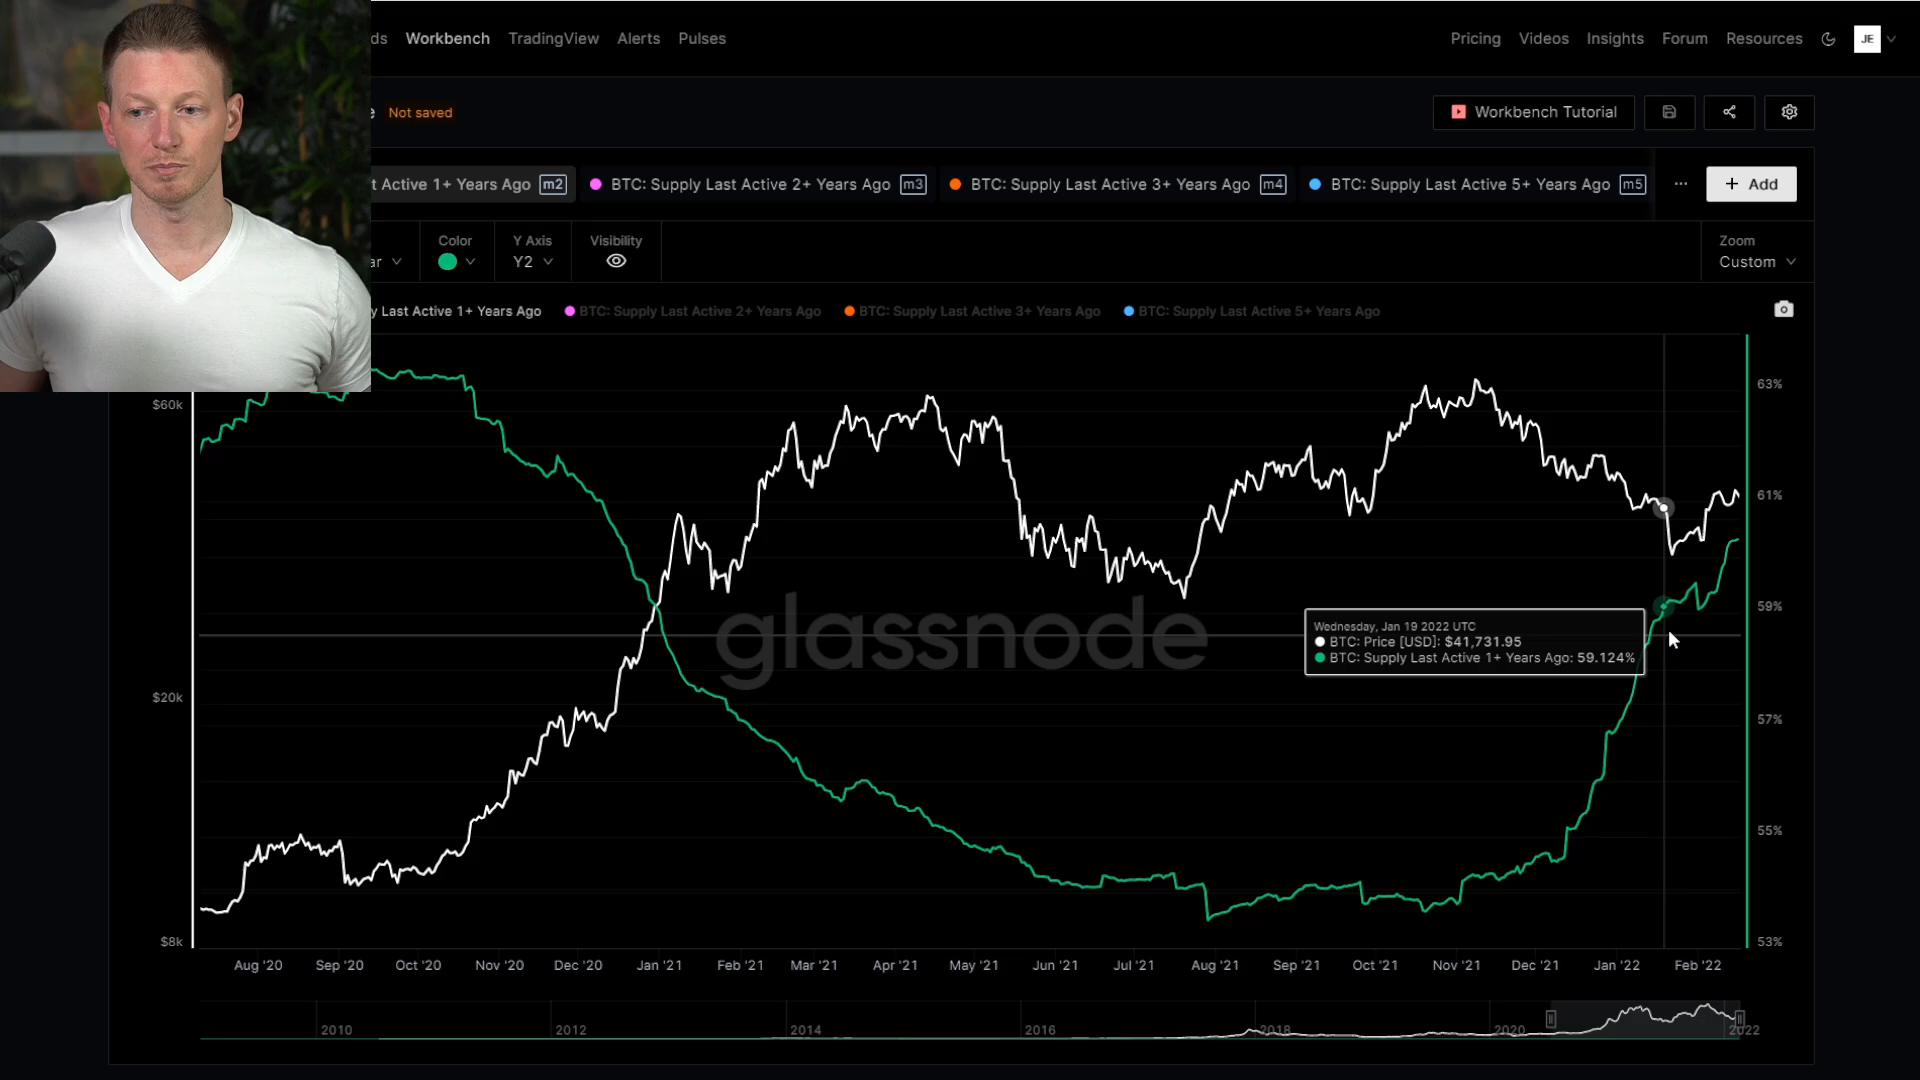 ds Workbench TradingView Alerts Pulses Pricing Videos Insights Forum Resources JE
e Not saved Workbench Tutorial
t Active 1+ Years Ago m2 BTC: Supply Last Active 2+ Years Ago m3 BTC: Supply Last Active 3+ Years Ago m4 BTC: Supply Last Active 5+ Years Ago m5 ... + Add
Color Y Axis Visibility Zoom
ar Y2 Custom
y Last Active 1+ Years Ago BTC: Supply Last Active 2+ Years Ago BTC: Supply Last Active 3+ Years Ago BTC: Supply Last Active 5+ Years Ago
63%
$60k
61%
59%
glassnode
Wednesday, Jan 19 2022 UTC
BTC: Price [USD]: $41,731.95
BTC: Supply Last Active 1+ Years Ago: 59.124%
$20k
57%
55%
$8k
53%
Aug '20 Sep '20 Oct '20 Nov '20 Dec '20 Jan '21 Feb '21 Mar '21 Apr '21 May '21 Jun '21 Jul '21 Aug '21 Sep '21 Oct '21 Nov '21 Dec '21 Jan '22 Feb '22
2010 2012 2014 2016 2018 2020 2022